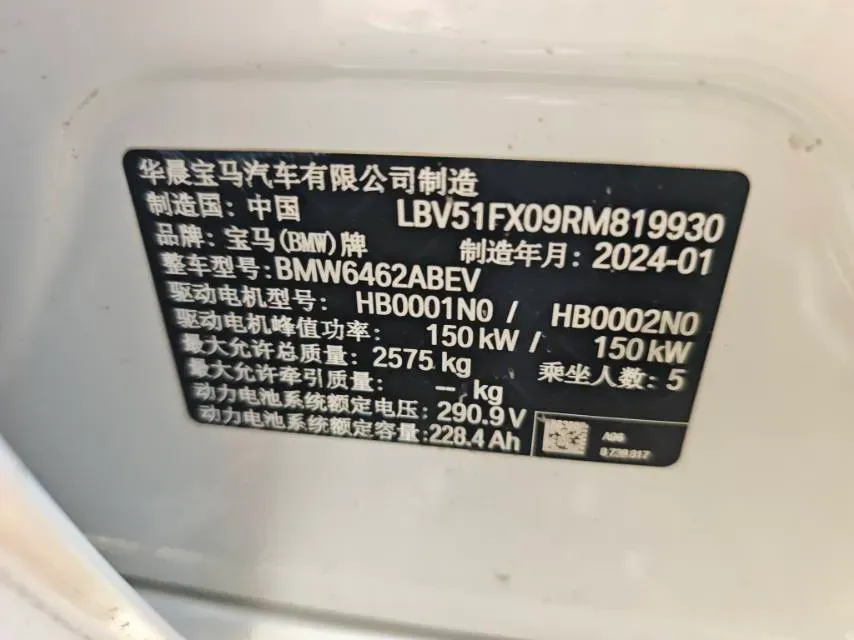 华晨宝马汽车有限公司制造
制造国: 中国 LBV51FX09RM819930
品牌: 宝马(BMW)牌 制造年月: 2024-01
整车型号: BMW6462ABEV
驱动电机型号: HB0001N0 / HB0002N0
驱动电机峰值功率: 150 kW / 150 kW
最大允许总质量: 2575 kg 乘坐人数: 5
最大允许牵引质量: -- kg
动力电池系统额定电压: 290.9 V
动力电池系统额定容量: 228.4 Ah